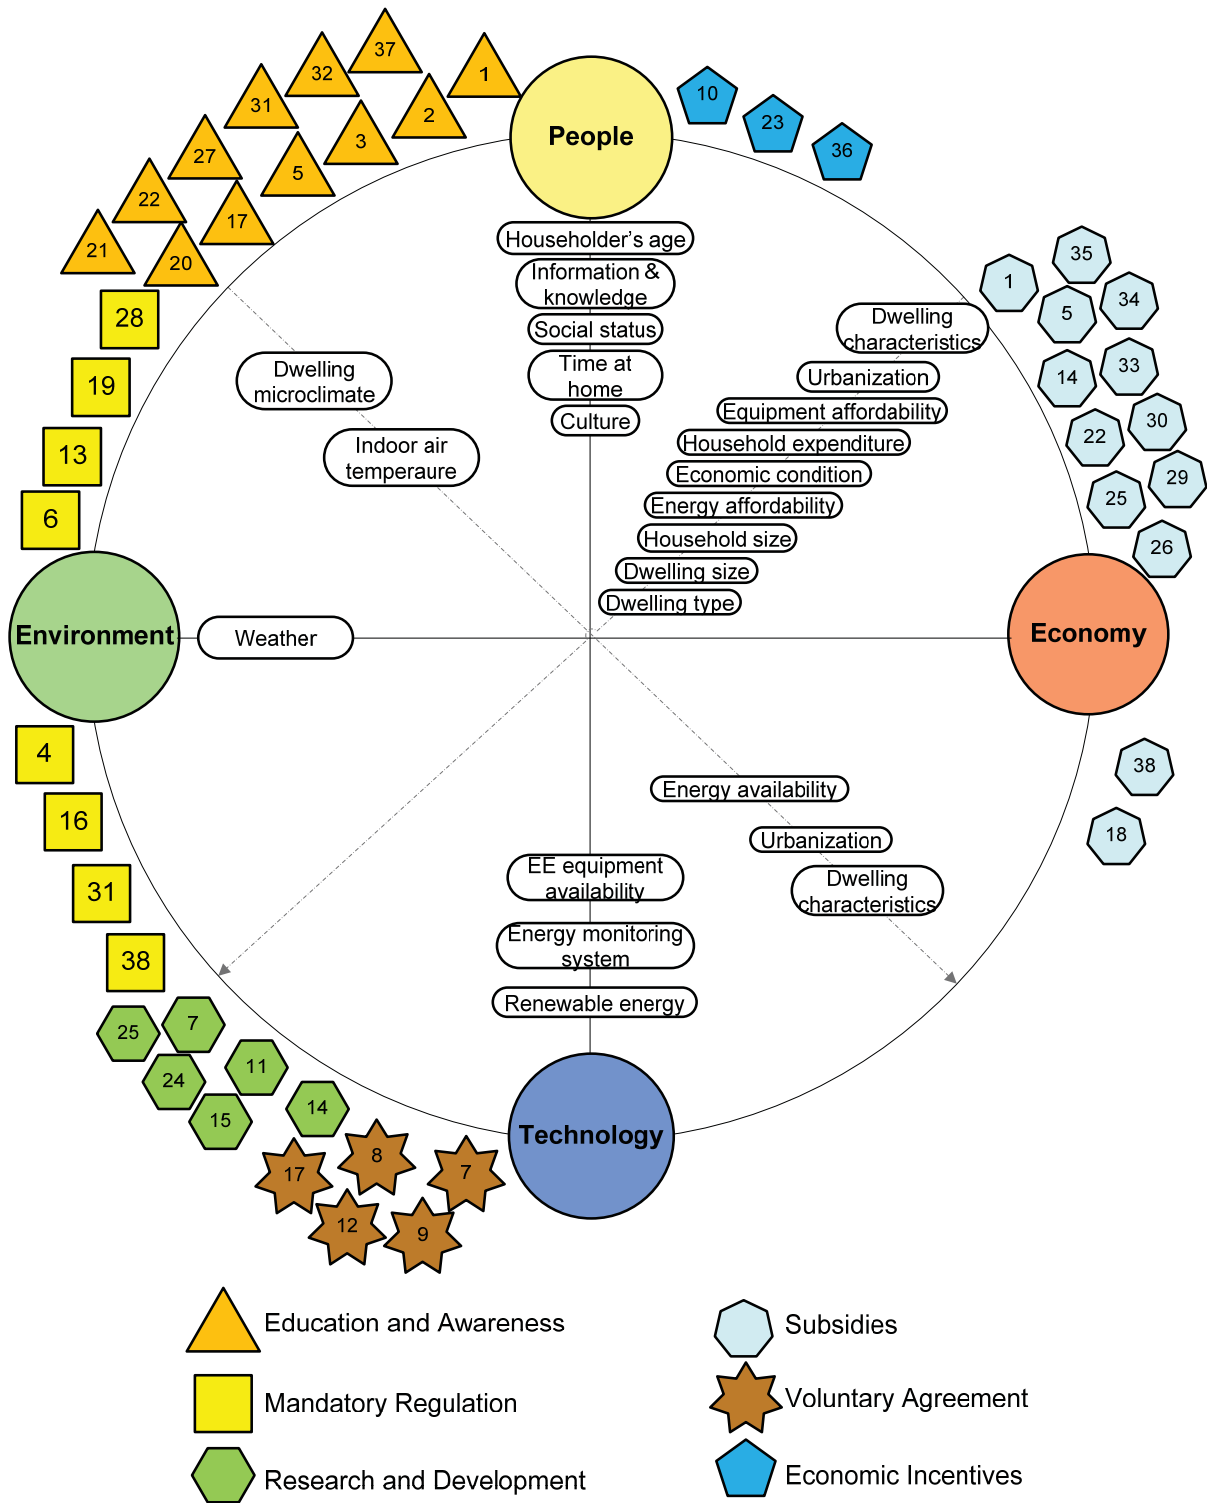 37
32
1
31
2
3
27
5
22
17
21
20
People
10
23
36
28
19
13
6
1
35
5
34
14
33
22
30
25
29
26
Householder's age
Information &
knowledge
Social status
Time at
home
Culture
Dwelling
microclimate
Indoor air
temperaure
Dwelling
characteristics
Urbanization
Equipment affordability
Household expenditure
Economic condition
Energy affordability
Household size
Dwelling size
Dwelling type
Environment
Weather
Economy
4
16
31
38
38
18
Energy availability
Urbanization
Dwelling
characteristics
EE equipment
availability
Energy monitoring
system
Renewable energy
Technology
25
7
24
11
15
14
17
8
7
12
9
Education and Awareness
Mandatory Regulation
Research and Development
Subsidies
Voluntary Agreement
Economic Incentives